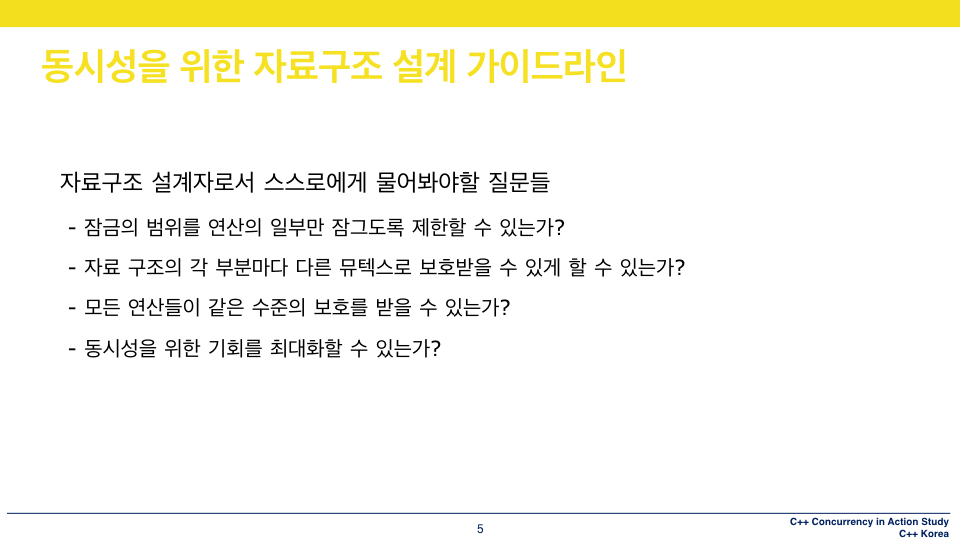 동시성을 위한 자료구조 설계 가이드라인
자료구조 설계자로서 스스로에게 물어봐야할 질문들
- 잠금의 범위를 연산의 일부만 잠그도록 제한할 수 있는가?
- 자료 구조의 각 부분마다 다른 뮤텍스로 보호받을 수 있게 할 수 있는가?
- 모든 연산들이 같은 수준의 보호를 받을 수 있는가?
- 동시성을 위한 기회를 최대화할 수 있는가?
5
C++ Concurrency in Action Study
C++ Korea